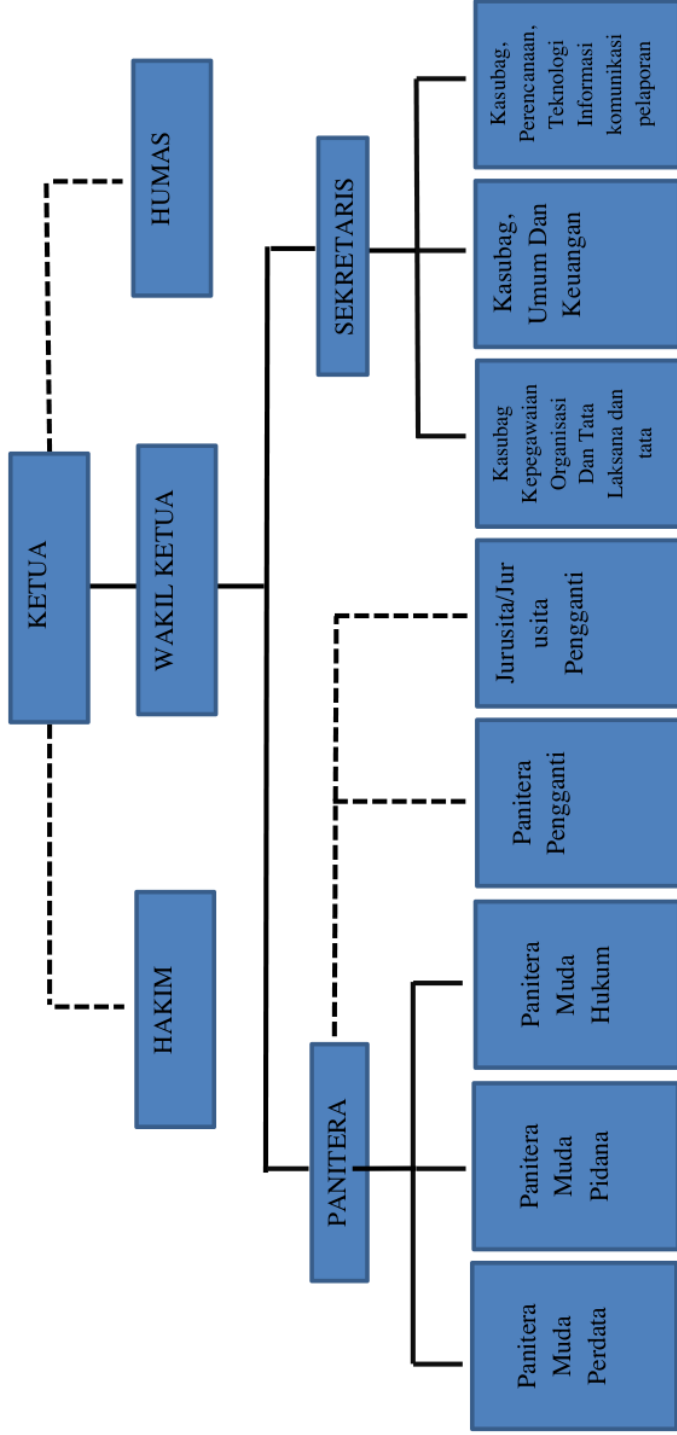 KETUA
HAKIM
WAKIL KETUA
HUMAS
PANITERA
SEKRETARIS
Panitera
Muda
Perdata
Panitera
Muda
Pidana
Panitera
Muda
Hukum
Panitera
Pengganti
Jurusita/Jur
usita
Pengganti
Kasubag
Kepegawaian
Organisasi
Dan Tata
Laksana dan
tata
Kasubag,
Umum Dan
Keuangan
Kasubag,
Perencanaan,
Teknologi
Informasi
komunikasi
pelaporan